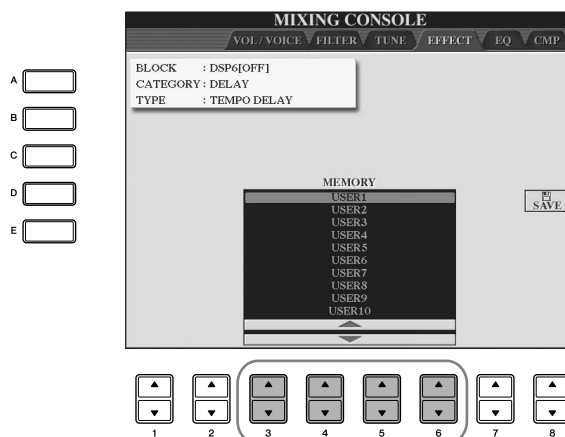 MIXING CONSOLE
VOL/VOICE FILTER TUNE EFFECT EQ CMP
BLOCK : DSP6[OFF]
CATEGORY : DELAY
TYPE : TEMPO DELAY
A
B
C
D
E
MEMORY
USER1
USER2
USER3
USER4
USER5
USER6
USER7
USER8
USER9
USER10
SAVE
1 2 3 4 5 6 7 8